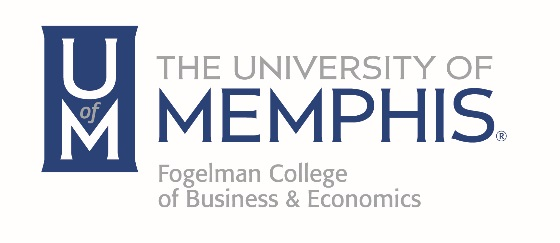 U
of
M
THE UNIVERSITY OF
MEMPHIS®
Fogelman College
of Business & Economics